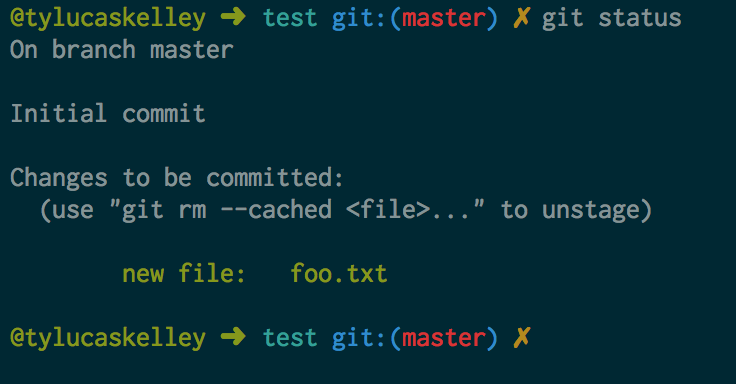 @tylucaskelley ➜ test git:(master) ✗ git status
On branch master
Initial commit
Changes to be committed:
(use "git rm --cached <file>..." to unstage)
new file: foo.txt
@tylucaskelley ➜ test git:(master) ✗